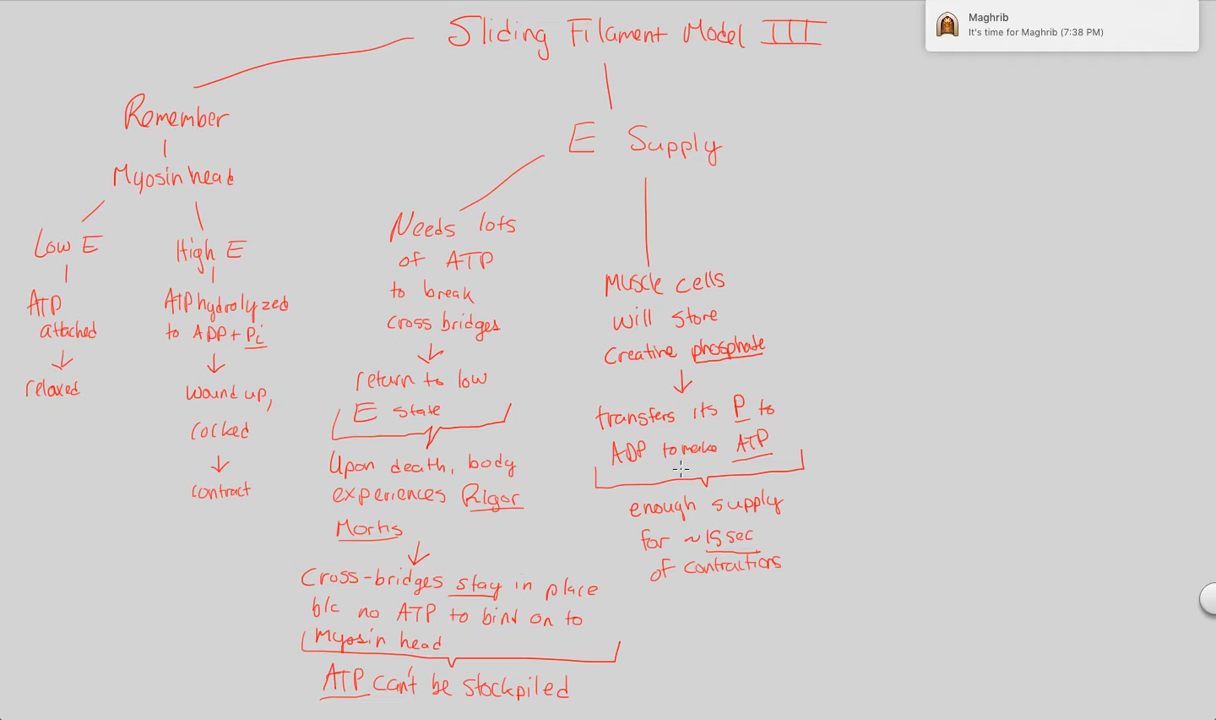 Sliding Filament Model III
Maghrib
It's time for Maghrib (7:38 PM)
Remember
Myosin head
Low E
ATP
attached
relaxed
High E
ATP hydrolyzed
to ADP + Pi
wound up,
cocked
contract
E Supply
Needs lots
of ATP
to break
cross bridges
return to low
E state
Upon death, body
experiences Rigor
Mortis
Cross-bridges stay in place
b/c no ATP to bind on to
Myosin head
ATP can't be stockpiled
Muscle cells
will store
Creatine phosphate
transfers its P to
ADP to make ATP
enough supply
for ~15 sec
of contractions